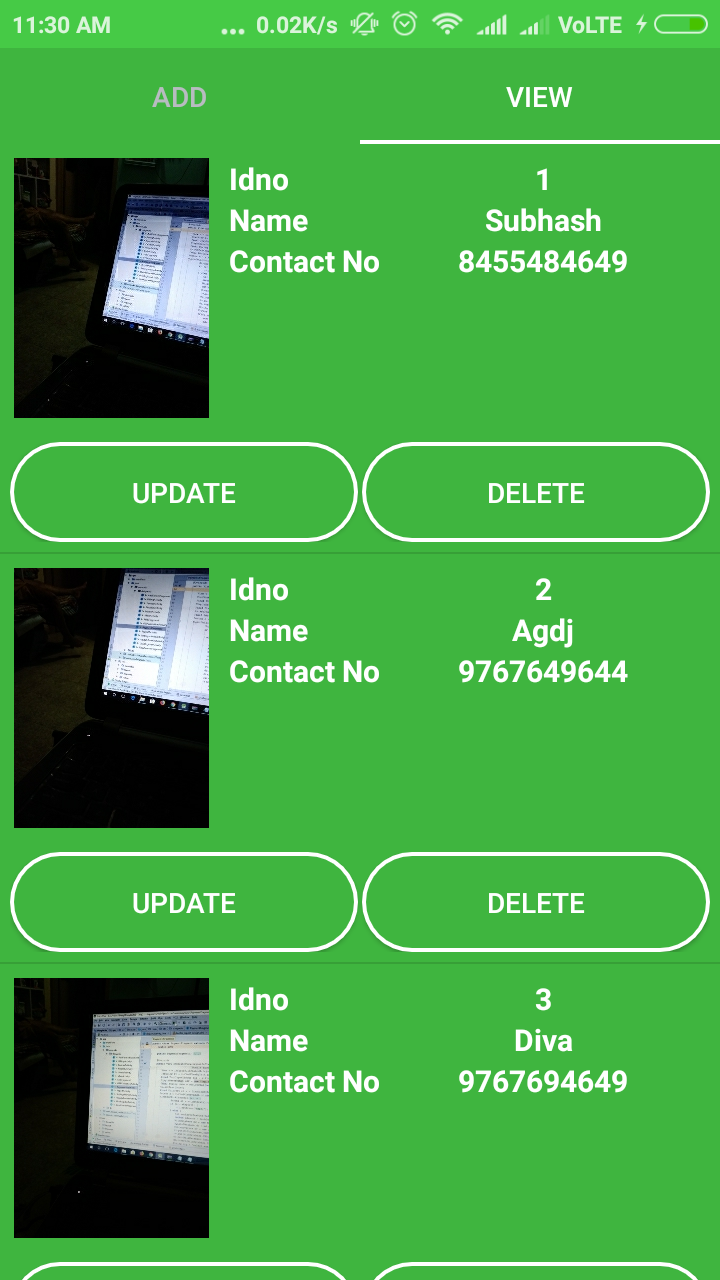 11:30 AM ... 0.02K/s VoLTE
ADD VIEW
Idno 1
Name Subhash
Contact No 8455484649
UPDATE DELETE
Idno 2
Name Agdj
Contact No 9767649644
UPDATE DELETE
Idno 3
Name Diva
Contact No 9767694649